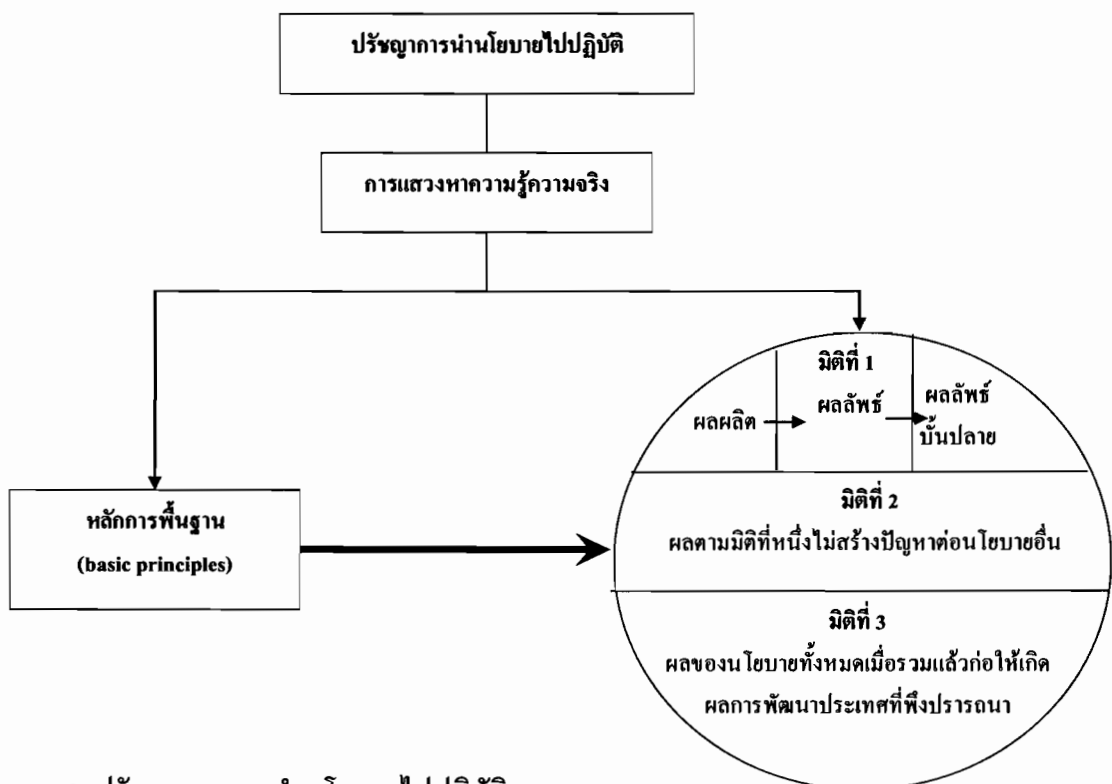 ปรัชญาการนำนโยบายไปปฏิบัติ
การแสวงหาความรู้ความจริง
มิติที่ 1
ผลผลิต
ผลลัพธ์
ผลลัพธ์
บั้นปลาย
หลักการพื้นฐาน
(basic principles)
มิติที่ 2
ผลตามมิติที่หนึ่งไม่สร้างปัญหาต่อนโยบายอื่น
มิติที่ 3
ผลของนโยบายทั้งหมดเมื่อรวมแล้วก่อให้เกิด
ผลการพัฒนาประเทศที่พึงปรารถนา